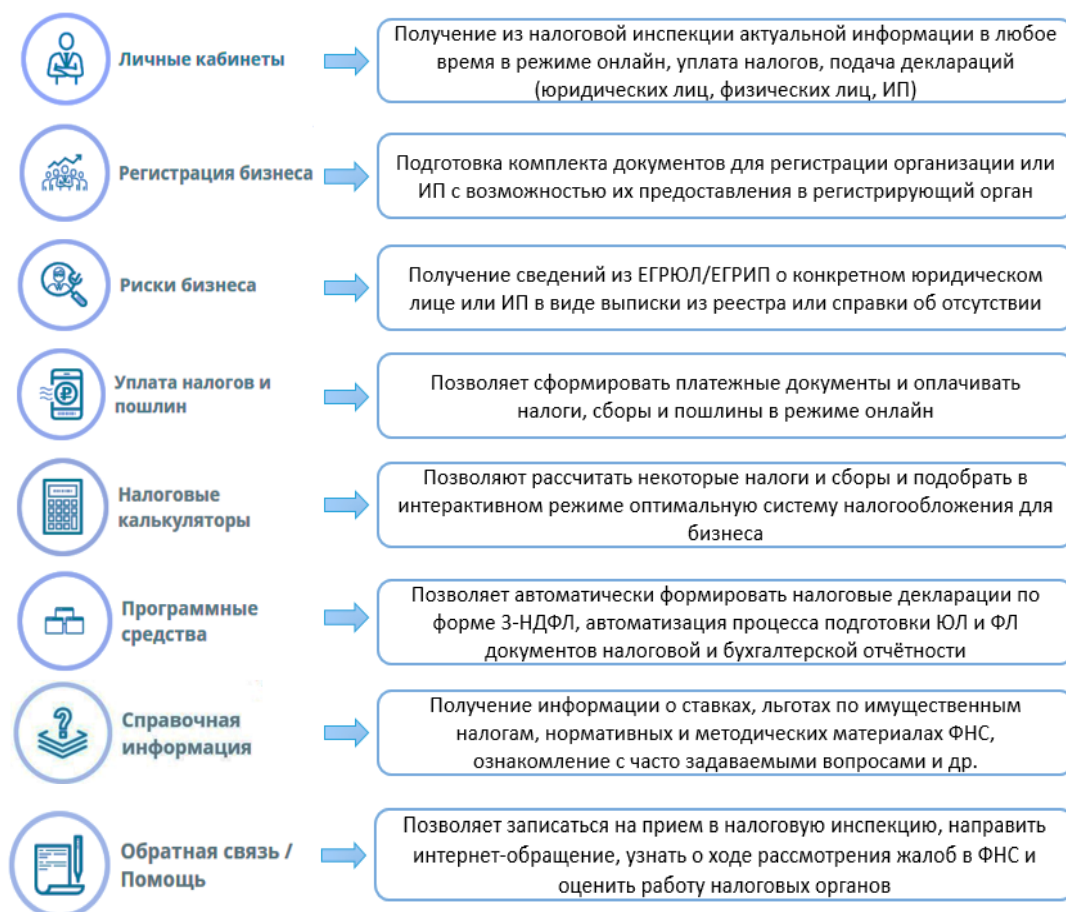 Личные кабинеты
Получение из налоговой инспекции актуальной информации в любое
время в режиме онлайн, уплата налогов, подача деклараций
(юридических лиц, физических лиц, ИП)
Регистрация бизнеса
Подготовка комплекта документов для регистрации организации или
ИП с возможностью их предоставления в регистрирующий орган
Риски бизнеса
Получение сведений из ЕГРЮЛ/ЕГРИП о конкретном юридическом
лице или ИП в виде выписки из реестра или справки об отсутствии
Уплата налогов и
пошлин
Позволяет сформировать платежные документы и оплачивать
налоги, сборы и пошлины в режиме онлайн
Налоговые
калькуляторы
Позволяют рассчитать некоторые налоги и сборы и подобрать в
интерактивном режиме оптимальную систему налогообложения для
бизнеса
Программные
средства
Позволяет автоматически формировать налоговые декларации по
форме 3-НДФЛ, автоматизация процесса подготовки ЮЛ и ФЛ
документов налоговой и бухгалтерской отчётности
Справочная
информация
Получение информации о ставках, льготах по имущественным
налогам, нормативных и методических материалах ФНС,
ознакомление с часто задаваемыми вопросами и др.
Обратная связь /
Помощь
Позволяет записаться на прием в налоговую инспекцию, направить
интернет-обращение, узнать о ходе рассмотрения жалоб в ФНС и
оценить работу налоговых органов